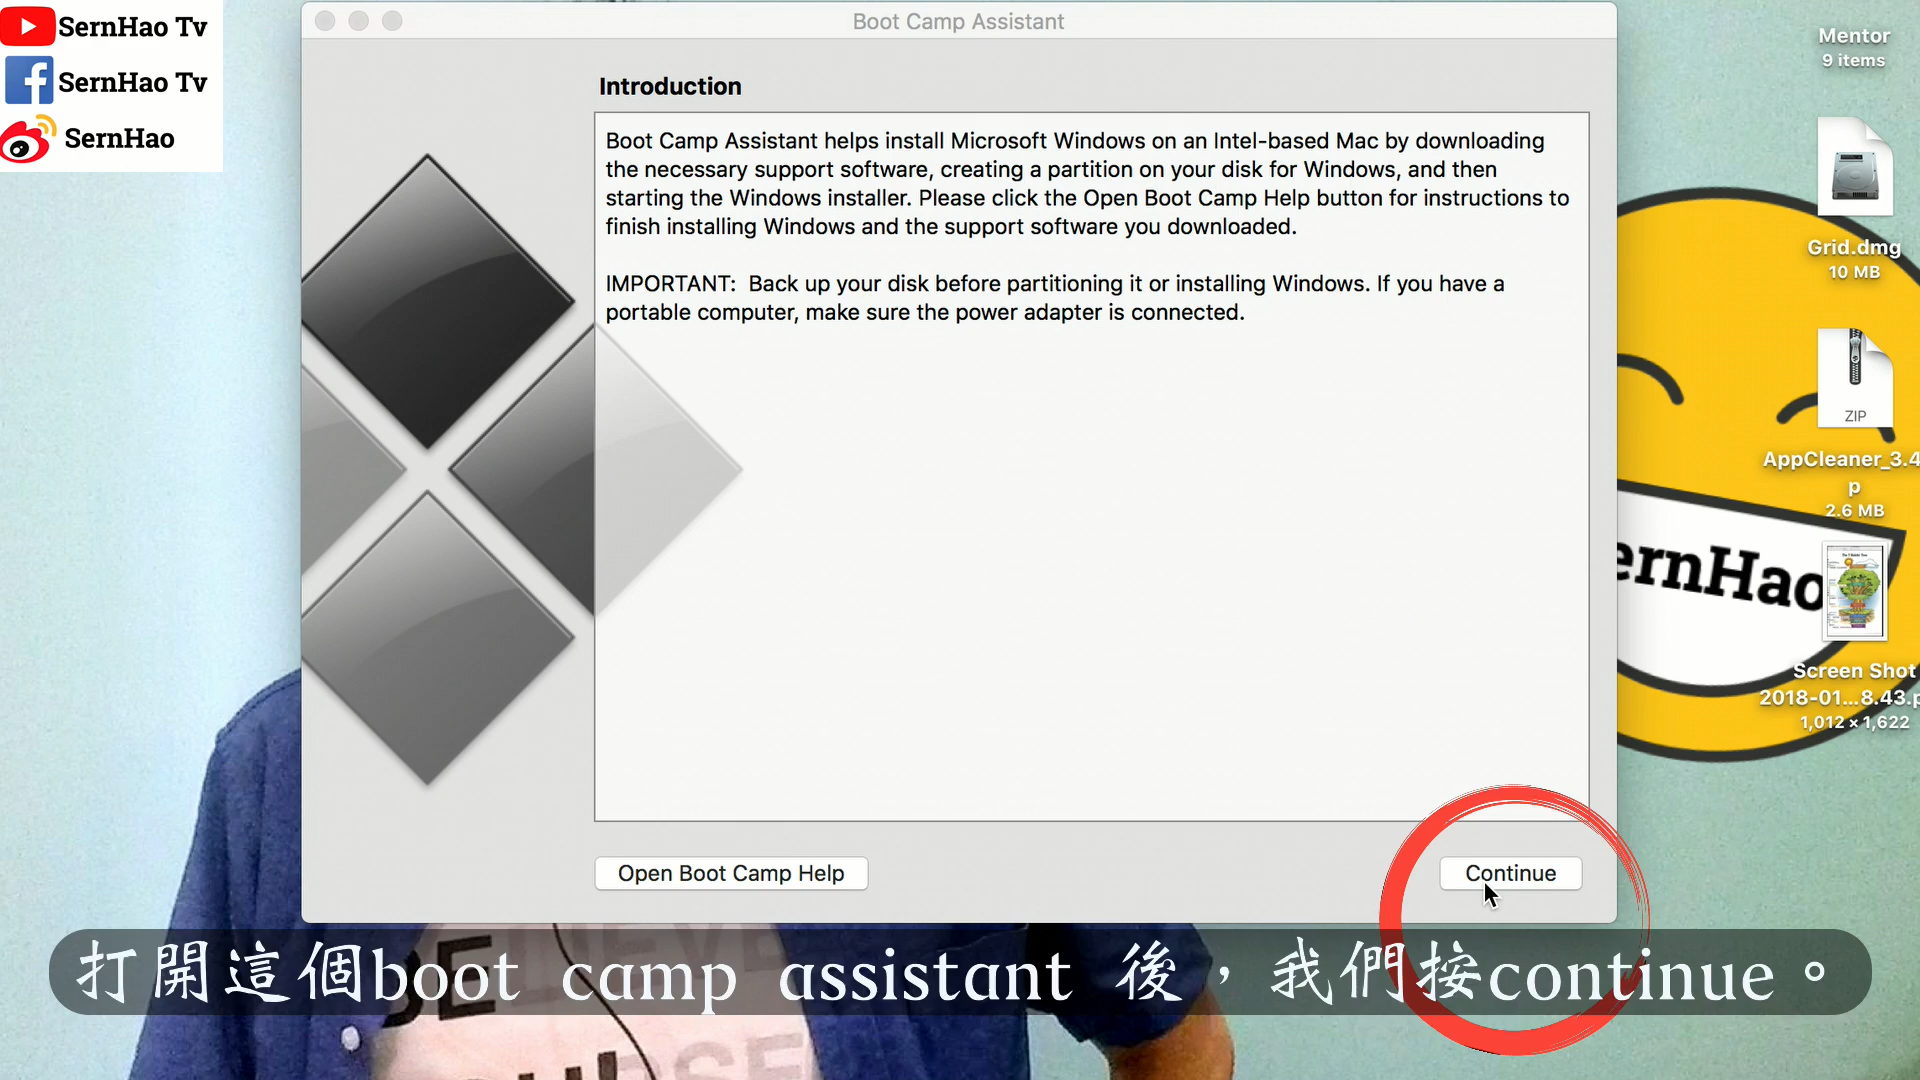 SernHao Tv
SernHao Tv
SernHao
Boot Camp Assistant
Introduction
Boot Camp Assistant helps install Microsoft Windows on an Intel-based Mac by downloading
the necessary support software, creating a partition on your disk for Windows, and then
starting the Windows installer. Please click the Open Boot Camp Help button for instructions to
finish installing Windows and the support software you downloaded.
IMPORTANT: Back up your disk before partitioning it or installing Windows. If you have a
portable computer, make sure the power adapter is connected.
Open Boot Camp Help
Continue
Mentor
9 items
Grid.dmg
10 MB
ZIP
AppCleaner_3.4
p
2.6 MB
ernHao
Screen Shot
2018-01...8.43.p
1,012 × 1,622
打開這個boot camp assistant 後，我們按continue。